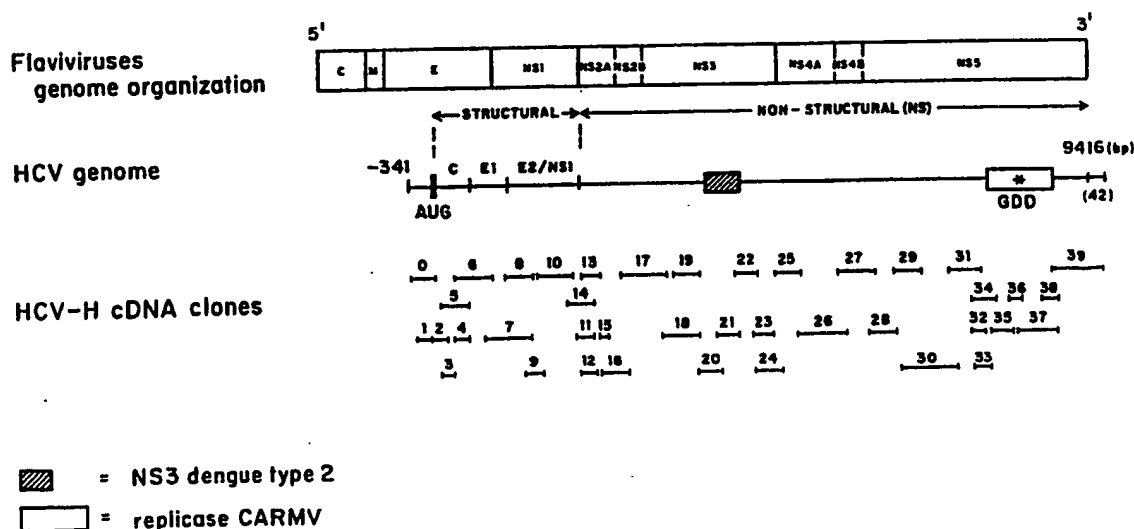 5' 3'
Flaviviruses
genome organization
C M E NS1 NS2A NS2B NS3 NS4A NS4B NS5
STRUCTURAL NON-STRUCTURAL (NS)
HCV genome
-341 C E1 E2/NS1 9416(bp)
AUG * GDD (42)
HCV-H cDNA clones
0 6 8 10 13 17 19 22 25 27 29 31 39
5 14 34 36 38
1 2 4 7 11 15 18 21 23 26 28 32 35 37
3 9 12 16 20 24 30 33
= NS3 dengue type 2
= replicase CARMV